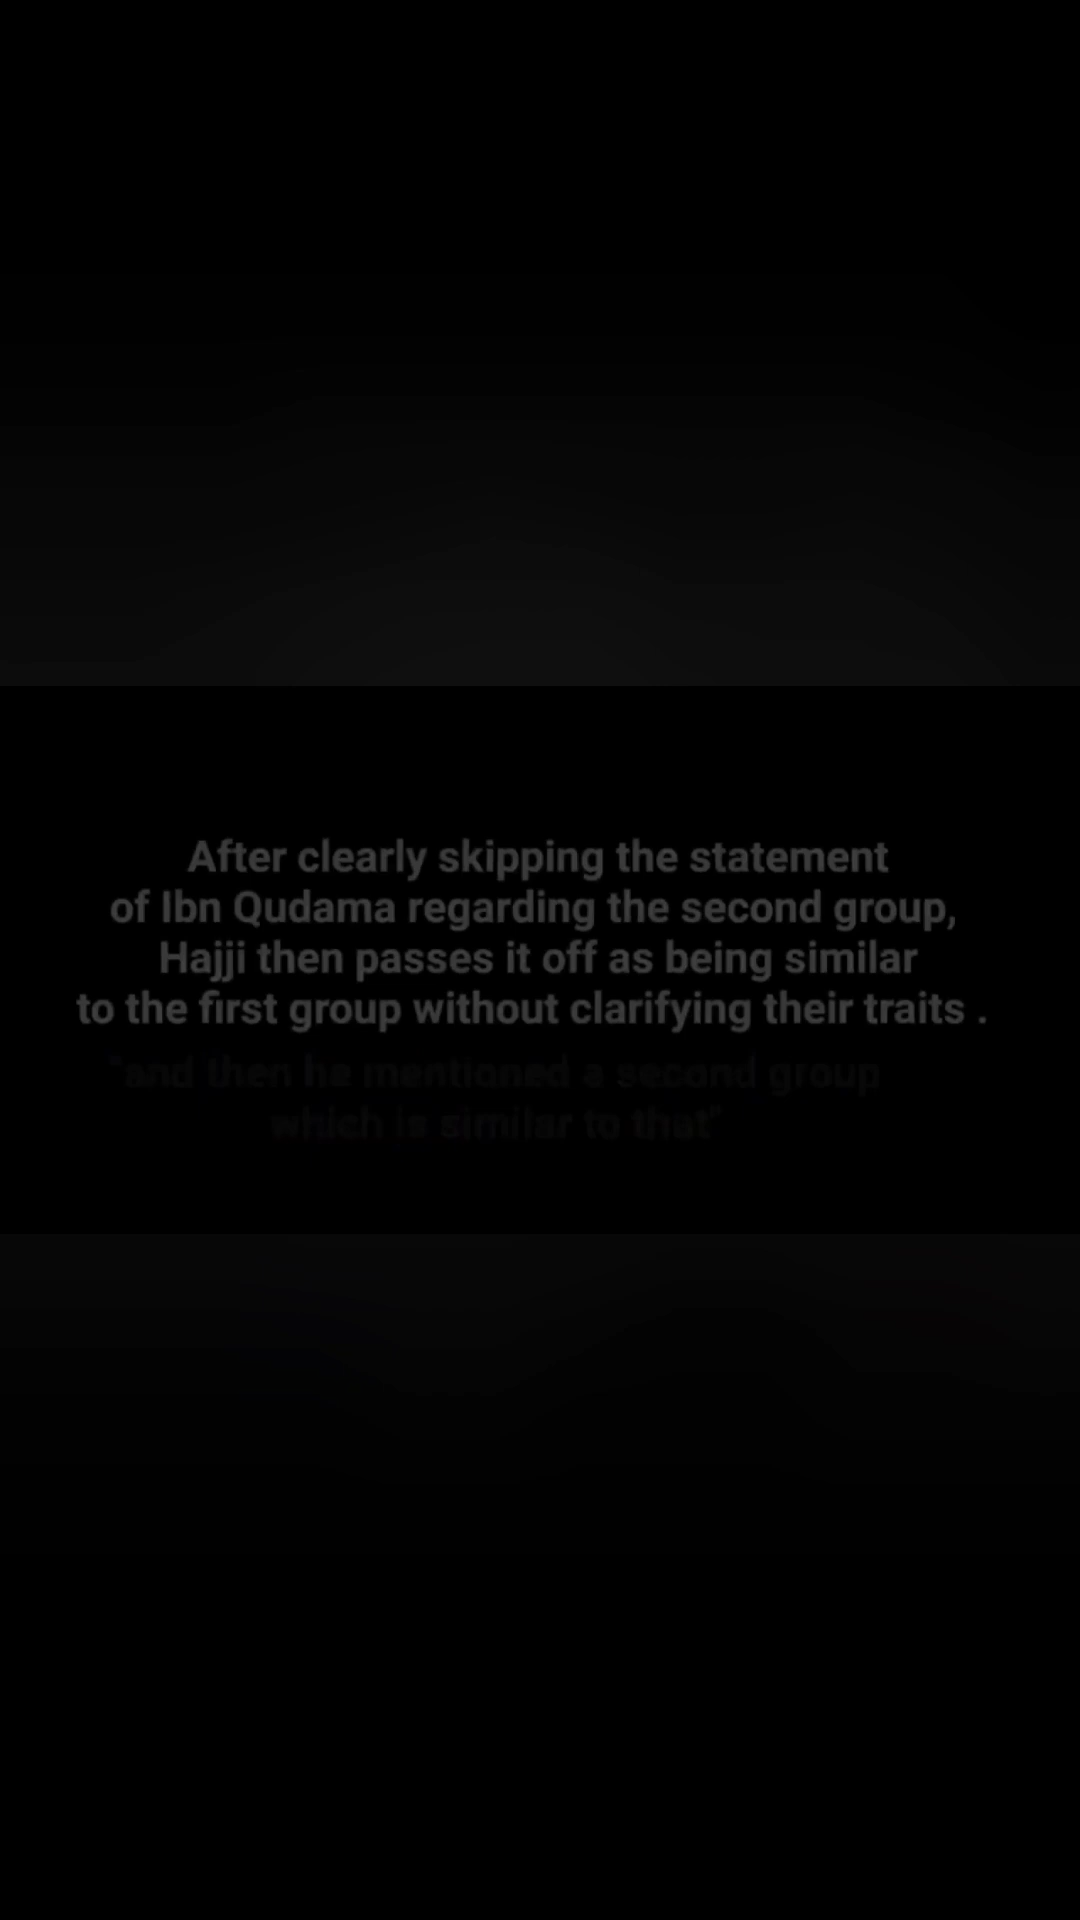 After clearly skipping the statement
of Ibn Qudama regarding the second group,
Hajji then passes it off as being similar
to the first group without clarifying their traits .
"and then he mentioned a second group
which is similar to that"